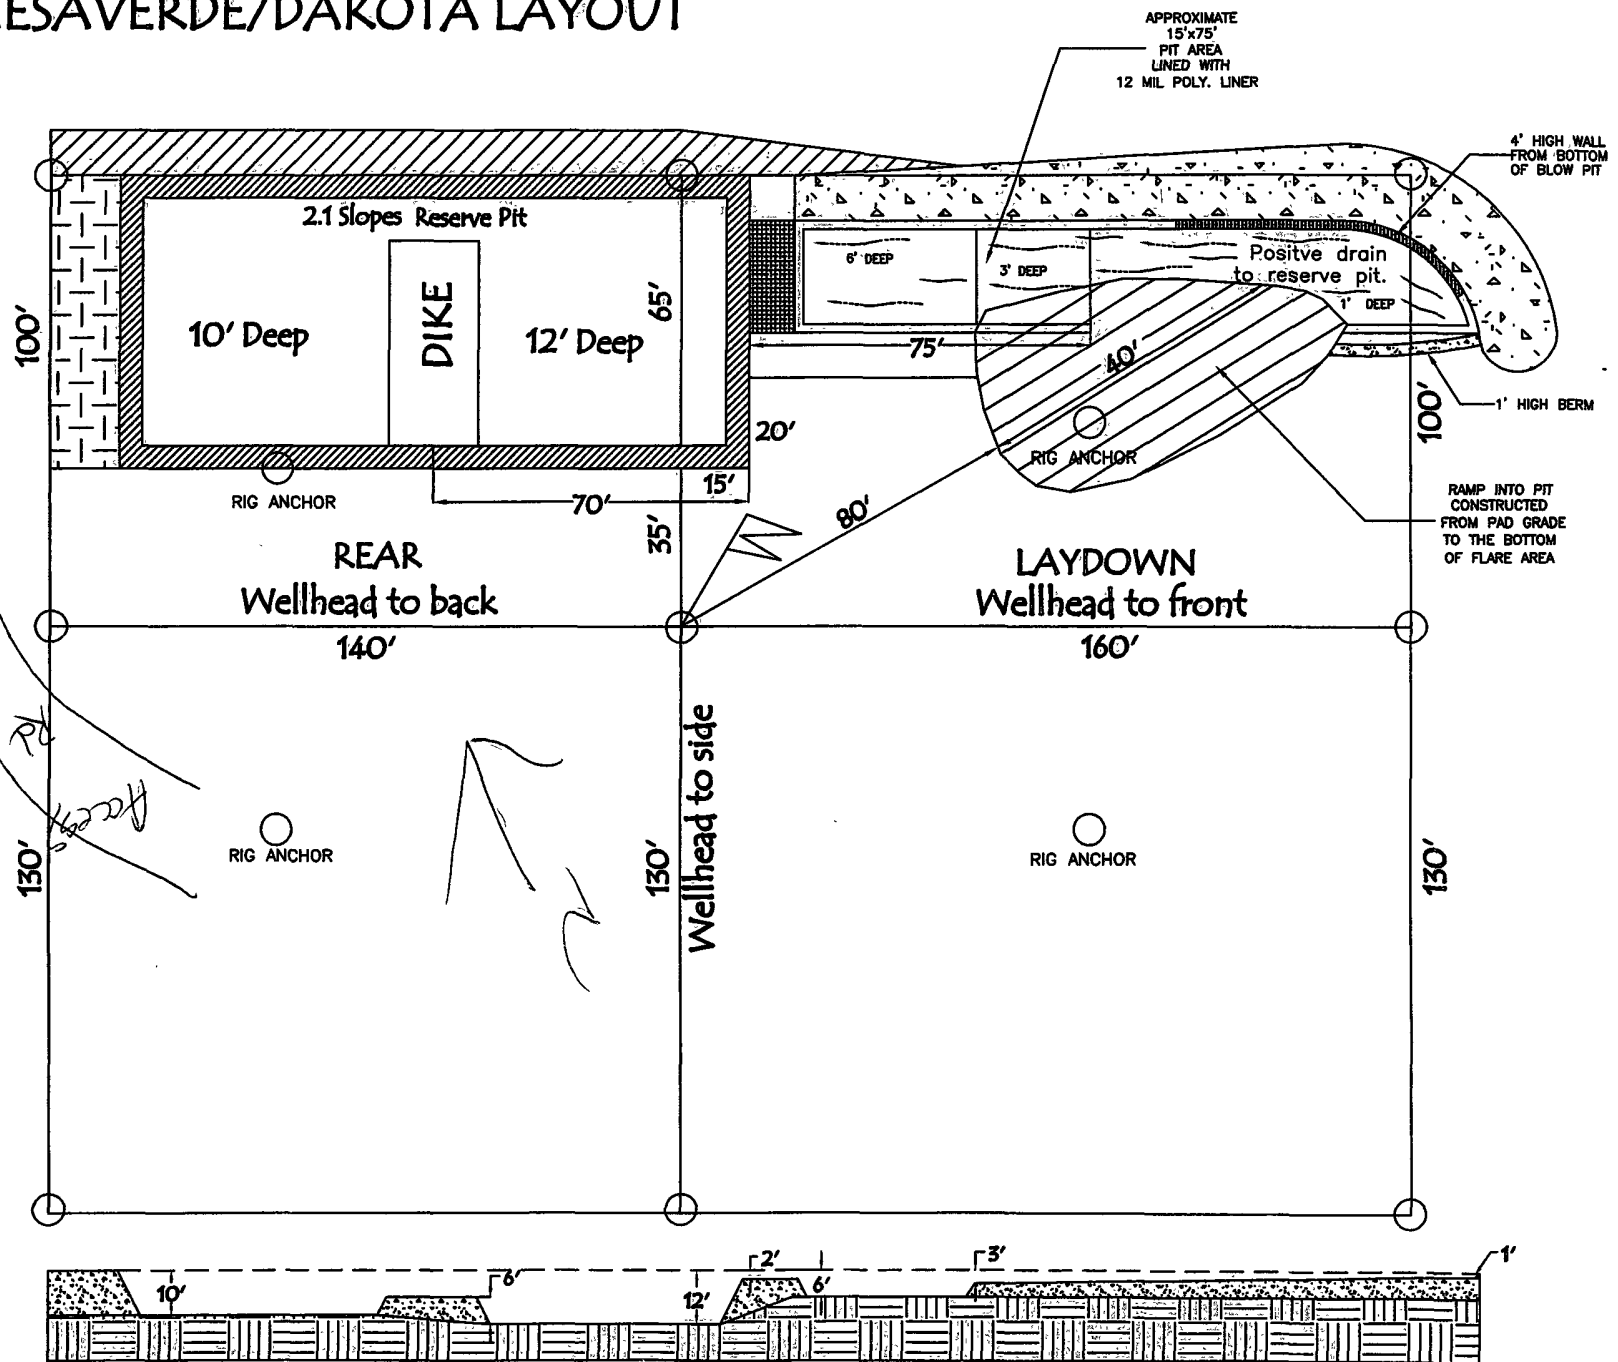 ESAVERDE/DAKOTA LAYOUT
APPROXIMATE
15'x75'
PIT AREA
LINED WITH
12 MIL POLY. LINER
4' HIGH WALL
FROM BOTTOM
OF BLOW PIT
2.1 Slopes Reserve Pit
6' DEEP
3' DEEP
Positve drain
to reserve pit.
1' DEEP
100'
10' Deep
DIKE
12' Deep
65'
75'
40'
1' HIGH BERM
100'
20'
RIG ANCHOR
RIG ANCHOR
15'
70'
35'
80'
N
RAMP INTO PIT
CONSTRUCTED
FROM PAD GRADE
TO THE BOTTOM
OF FLARE AREA
REAR
Wellhead to back
140'
LAYDOWN
Wellhead to front
160'
Access
Rd
130'
RIG ANCHOR
130'
Wellhead to side
RIG ANCHOR
130'
N
10'
6'
12'
2'
6'
3'
1'